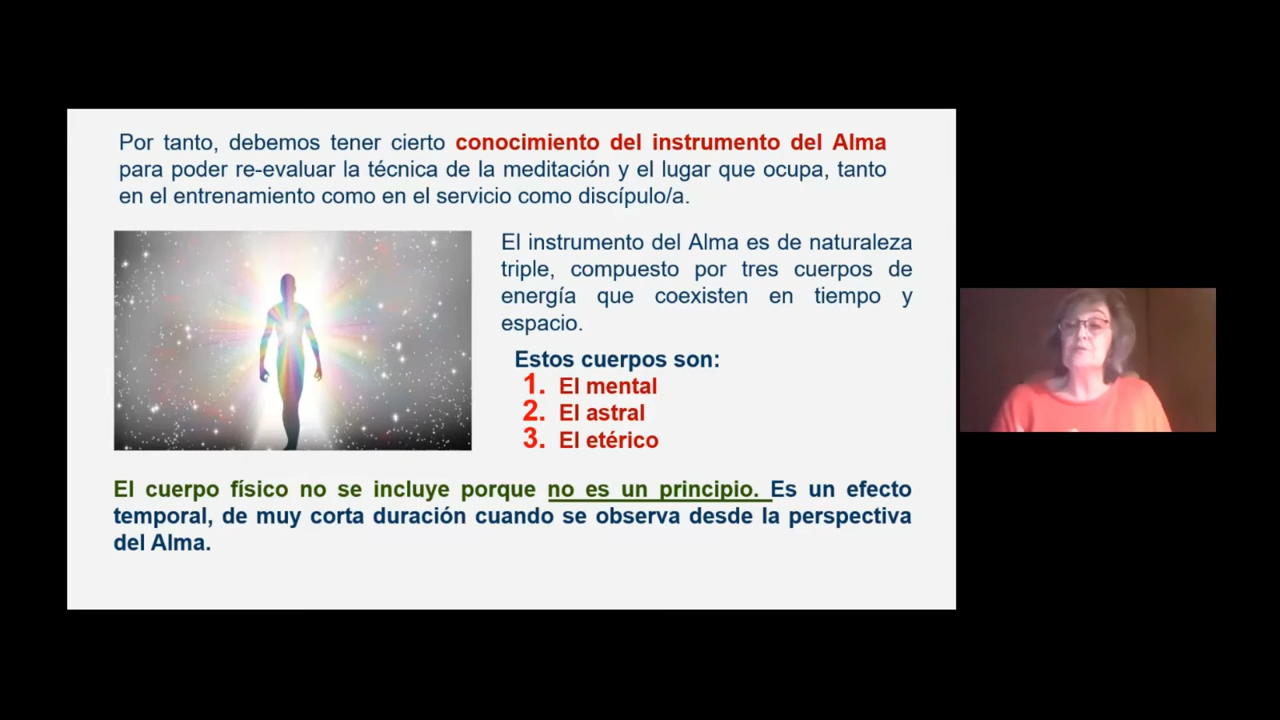 Por tanto, debemos tener cierto conocimiento del instrumento del Alma
para poder re-evaluar la técnica de la meditación y el lugar que ocupa, tanto
en el entrenamiento como en el servicio como discípulo/a.
El instrumento del Alma es de naturaleza
triple, compuesto por tres cuerpos de
energía que coexisten en tiempo y
espacio.
Estos cuerpos son:
1. El mental
2. El astral
3. El etérico
El cuerpo físico no se incluye porque no es un principio. Es un efecto
temporal, de muy corta duración cuando se observa desde la perspectiva
del Alma.